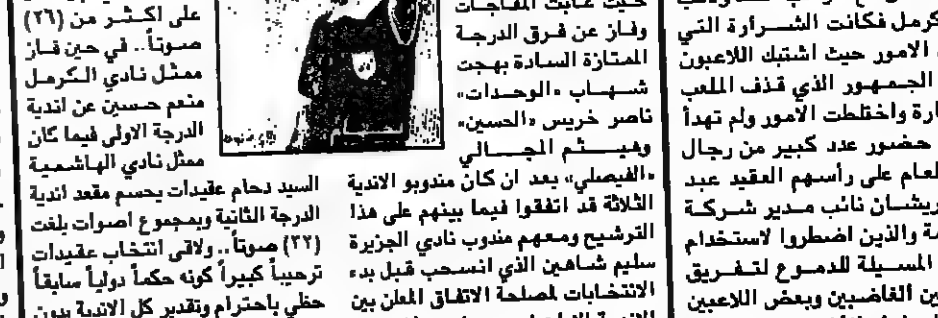 كرمل فكانت الشرارة التي
الامور حيث اشتبك اللاعبون
الجمهور الذي قذف الملعب
ارة واختلطت الأمور ولم تهدأ
حضور عدد كبير من رجال
العام على رأسهم العقيد عبد
ريشان نائب مدير شركة
مة والذين اضطروا لاستخدام
المسيلة للدموع لتفريق
ين الغاضبين وبعض اللاعبين
حيث غابت المفاجآت
وفاز عن فرق الدرجة
الممتازة السادة بهجت
شهاب «الوحدات»
ناصر خريس «الحسين»
وهيثم المجالي
«الفيصلي» بعد ان كان مندوبو الاندية
الثلاثة قد اتفقوا فيما بينهم على هذا
الترشيح ومعهم مندوب نادي الجزيرة
سليم شاهين الذي انسحب قبل بدء
الانتخابات لمصلحة الاتفاق المعلن بين
على اكثر من (٢٦)
صوتاً.. في حين فاز
ممثل نادي الكرمل
منعم حسين عن اندية
الدرجة الاولى فيما كان
ممثل نادي الهاشمية
السيد دحام عقيدات يحسم مقعد أندية
الدرجة الثانية وبمجموع اصوات بلغت
(٢٢) صوتاً.. ولاقى انتخاب عقيدات
ترحيباً كبيراً كونه حكماً دولياً سابقاً
حظي باحترام وتقدير كل الاندية بدون